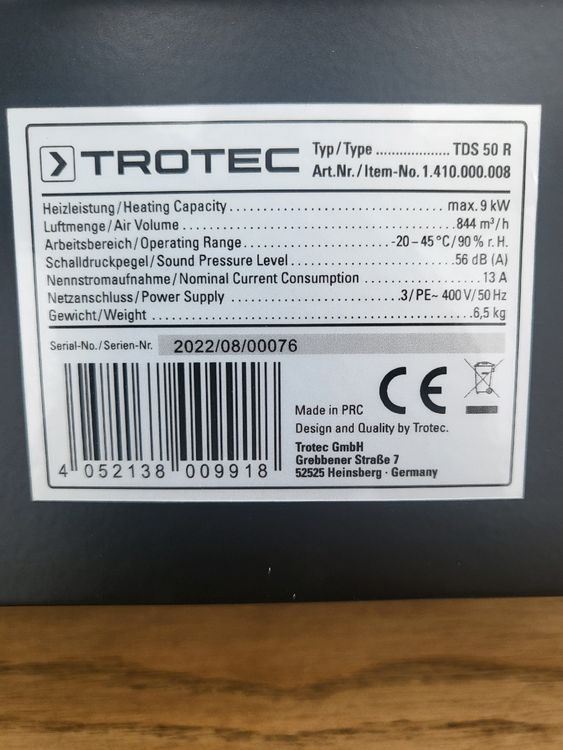 TROTEC
Typ/Type ................... TDS 50 R
Art.Nr./Item-No. 1.410.000.008
Heizleistung/Heating Capacity ................................ max. 9 kW
Luftmenge/Air Volume ........................................ 844 m³/h
Arbeitsbereich/Operating Range ..................... -20 – 45 °C/90 % r. H.
Schalldruckpegel/Sound Pressure Level ......................... 56 dB (A)
Nennstromaufnahme/Nominal Current Consumption .................. 13 A
Netzanschluss/Power Supply ..................... 3/PE~ 400 V/50 Hz
Gewicht/Weight ............................................... 6,5 kg
Serial-No./Serien-Nr. 2022/08/00076
CE
Made in PRC
Design and Quality by Trotec.
Trotec GmbH
Grebbener Straße 7
52525 Heinsberg · Germany
4 052138 009918